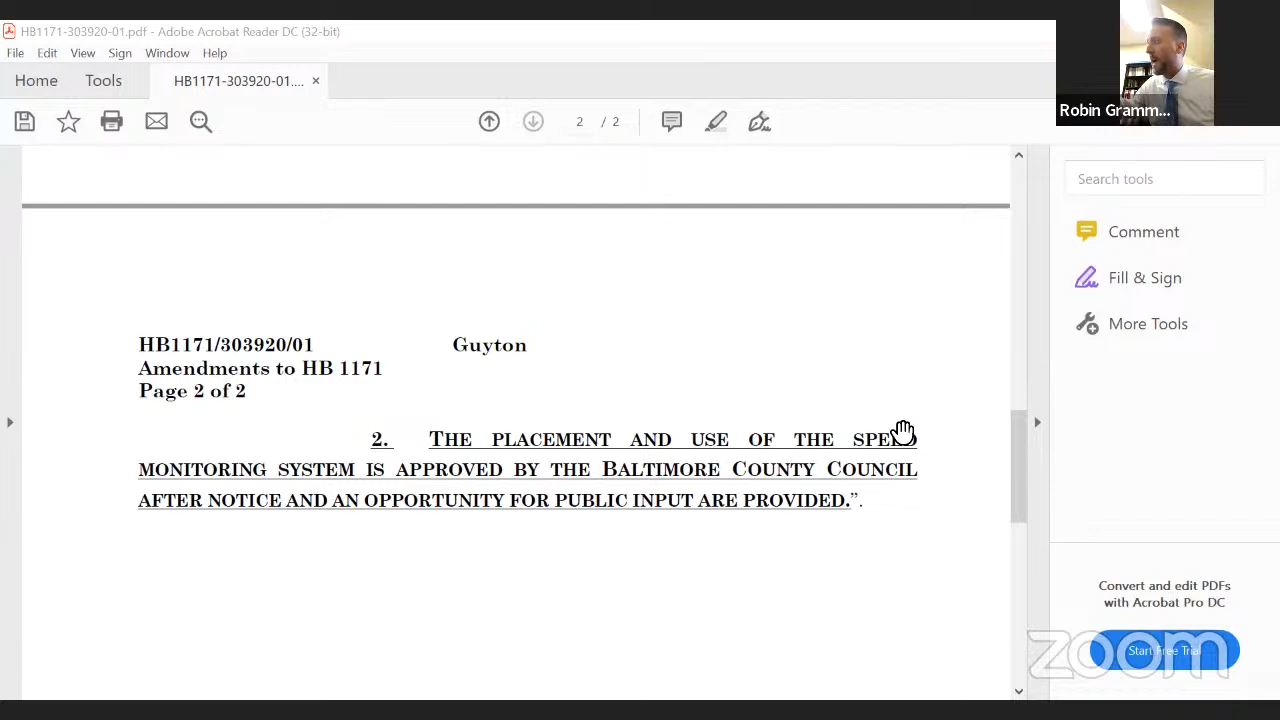 HB1171-303920-01.pdf - Adobe Acrobat Reader DC (32-bit)
File Edit View Sign Window Help
Home Tools HB1171-303920-01.... ×
2 / 2
Robin Gramm...
Search tools
Comment
Fill & Sign
More Tools
HB1171/303920/01 Guyton
Amendments to HB 1171
Page 2 of 2
2. THE PLACEMENT AND USE OF THE SPEED
MONITORING SYSTEM IS APPROVED BY THE BALTIMORE COUNTY COUNCIL
AFTER NOTICE AND AN OPPORTUNITY FOR PUBLIC INPUT ARE PROVIDED.”.
Convert and edit PDFs
with Acrobat Pro DC
Start Free Trial
zoom